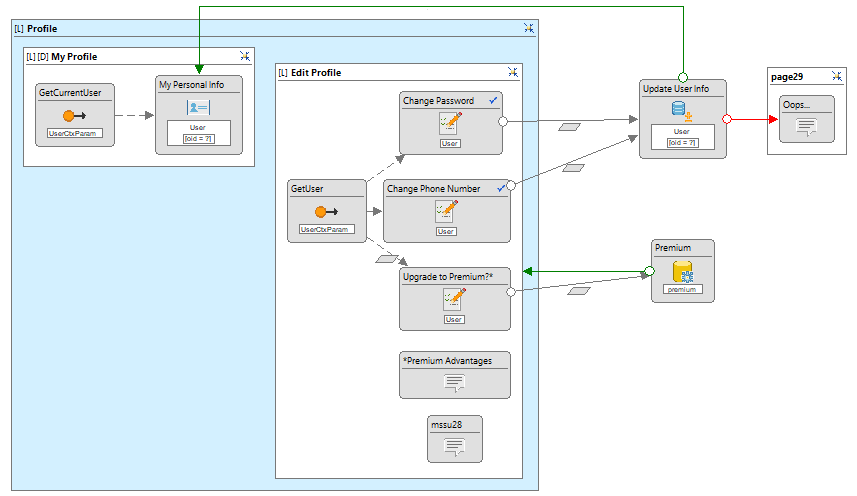 [L] Profile
[L] [D] My Profile
GetCurrentUser
UserCtxParam
My Personal Info
User
[oid = ?]
[L] Edit Profile
Change Password
User
GetUser
UserCtxParam
Change Phone Number
User
Upgrade to Premium?*
User
*Premium Advantages
mssu28
Update User Info
User
[oid = ?]
page29
Oops...
Premium
premium